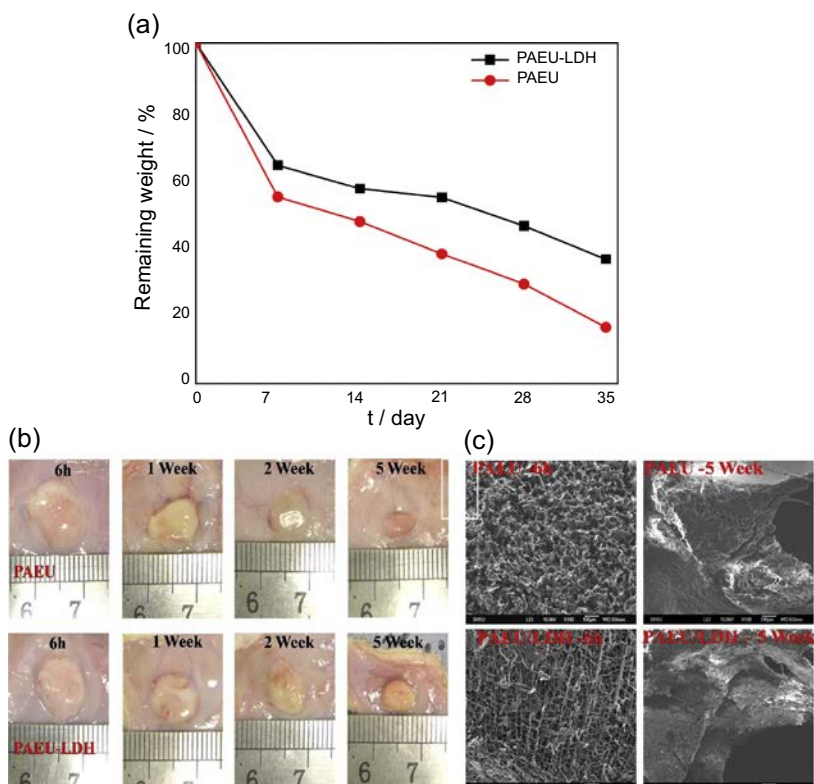 (a)
100
80
60
40
20
0
Remaining weight / %
PAEU-LDH
PAEU
0 7 14 21 28 35
t / day
(b)
6h 1 Week 2 Week 5 Week
PAEU
6 7 6 7 6 7 6 7
6h 1 Week 2 Week 5 Week
PAEU-LDH
6 7 6 7 6 7 6 7
(c)
PAEU -6h PAEU -5 Week
PAEU/LDH -6h PAEU/LDH - 5 Week